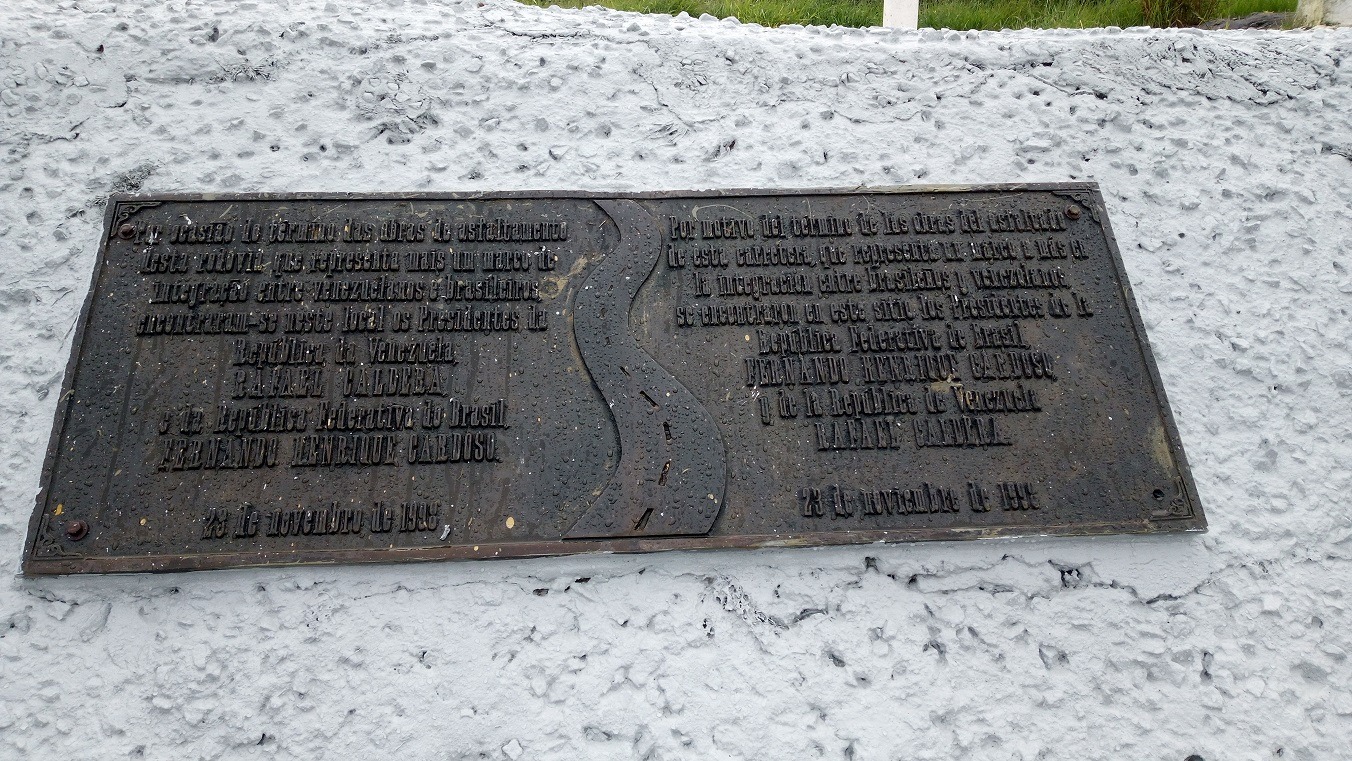 Por ocasião do término das obras de asfaltamento
desta rodovia, que representa mais um marco de
integração entre venezuelanos e brasileiros
encontraram-se neste local os Presidentes da
República da Venezuela,
RAFAEL CALDERA,
e da República Federativa do Brasil,
FERNANDO HENRIQUE CARDOSO.
23 de novembro de 1998
Por motivo del término de las obras del asfaltado
de esta carretera, que representa un más en
la integración entre brasileños y venezolanos
se encontraron en este sitio los Presidentes de la
República Federativa de Brasil
FERNANDO HENRIQUE CARDOSO,
y de la República de Venezuela
RAFAEL CALDERA.
23 de noviembre de 1998